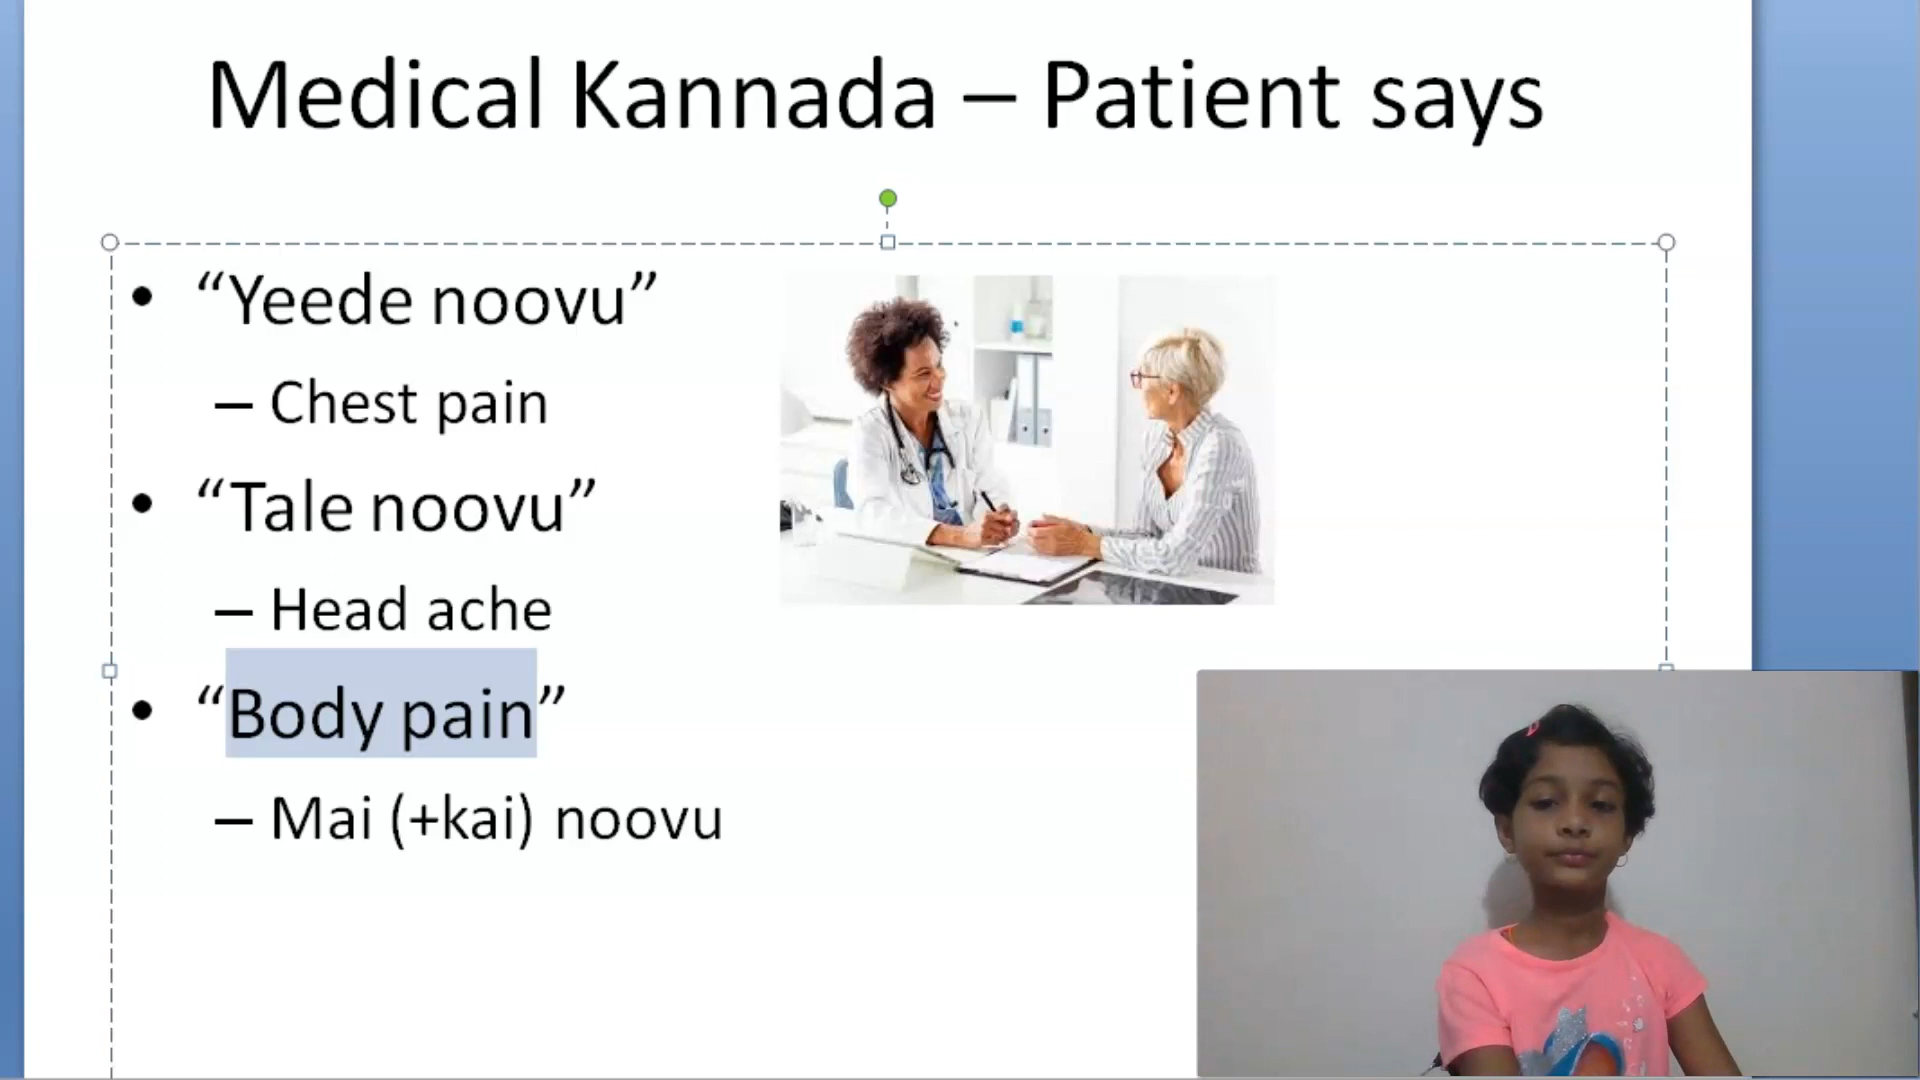 Medical Kannada – Patient says
• “Yeede noovu”
– Chest pain
• “Tale noovu”
– Head ache
• “Body pain”
– Mai (+kai) noovu